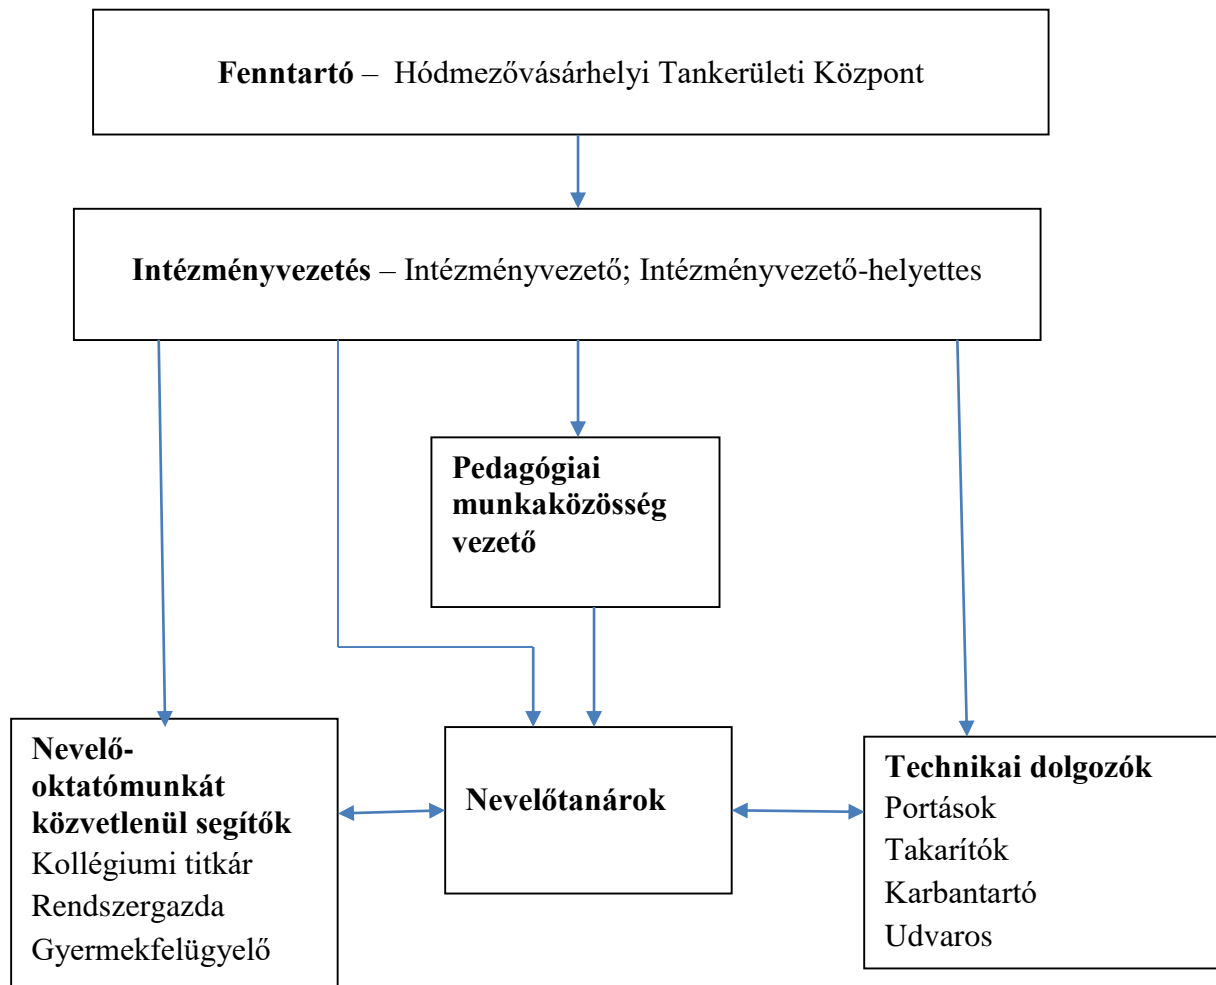 Fenntartó – Hódmezővásárhelyi Tankerületi Központ
Intézményvezetés – Intézményvezető; Intézményvezető-helyettes
Pedagógiai
munkaközösség
vezető
Nevelő-
oktatómunkát
közvetlenül segítők
Kollégiumi titkár
Rendszergazda
Gyermekfelügyelő
Nevelőtanárok
Technikai dolgozók
Portások
Takarítók
Karbantartó
Udvaros